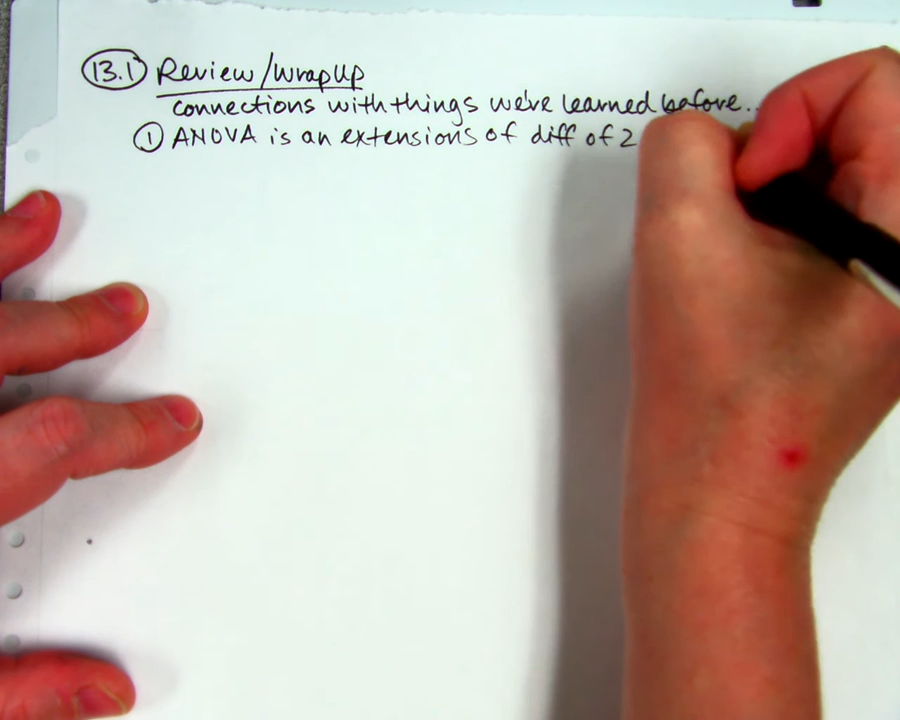 13.1 Review/WrapUp
connections with things we've learned before..
① ANOVA is an extensions of diff of 2